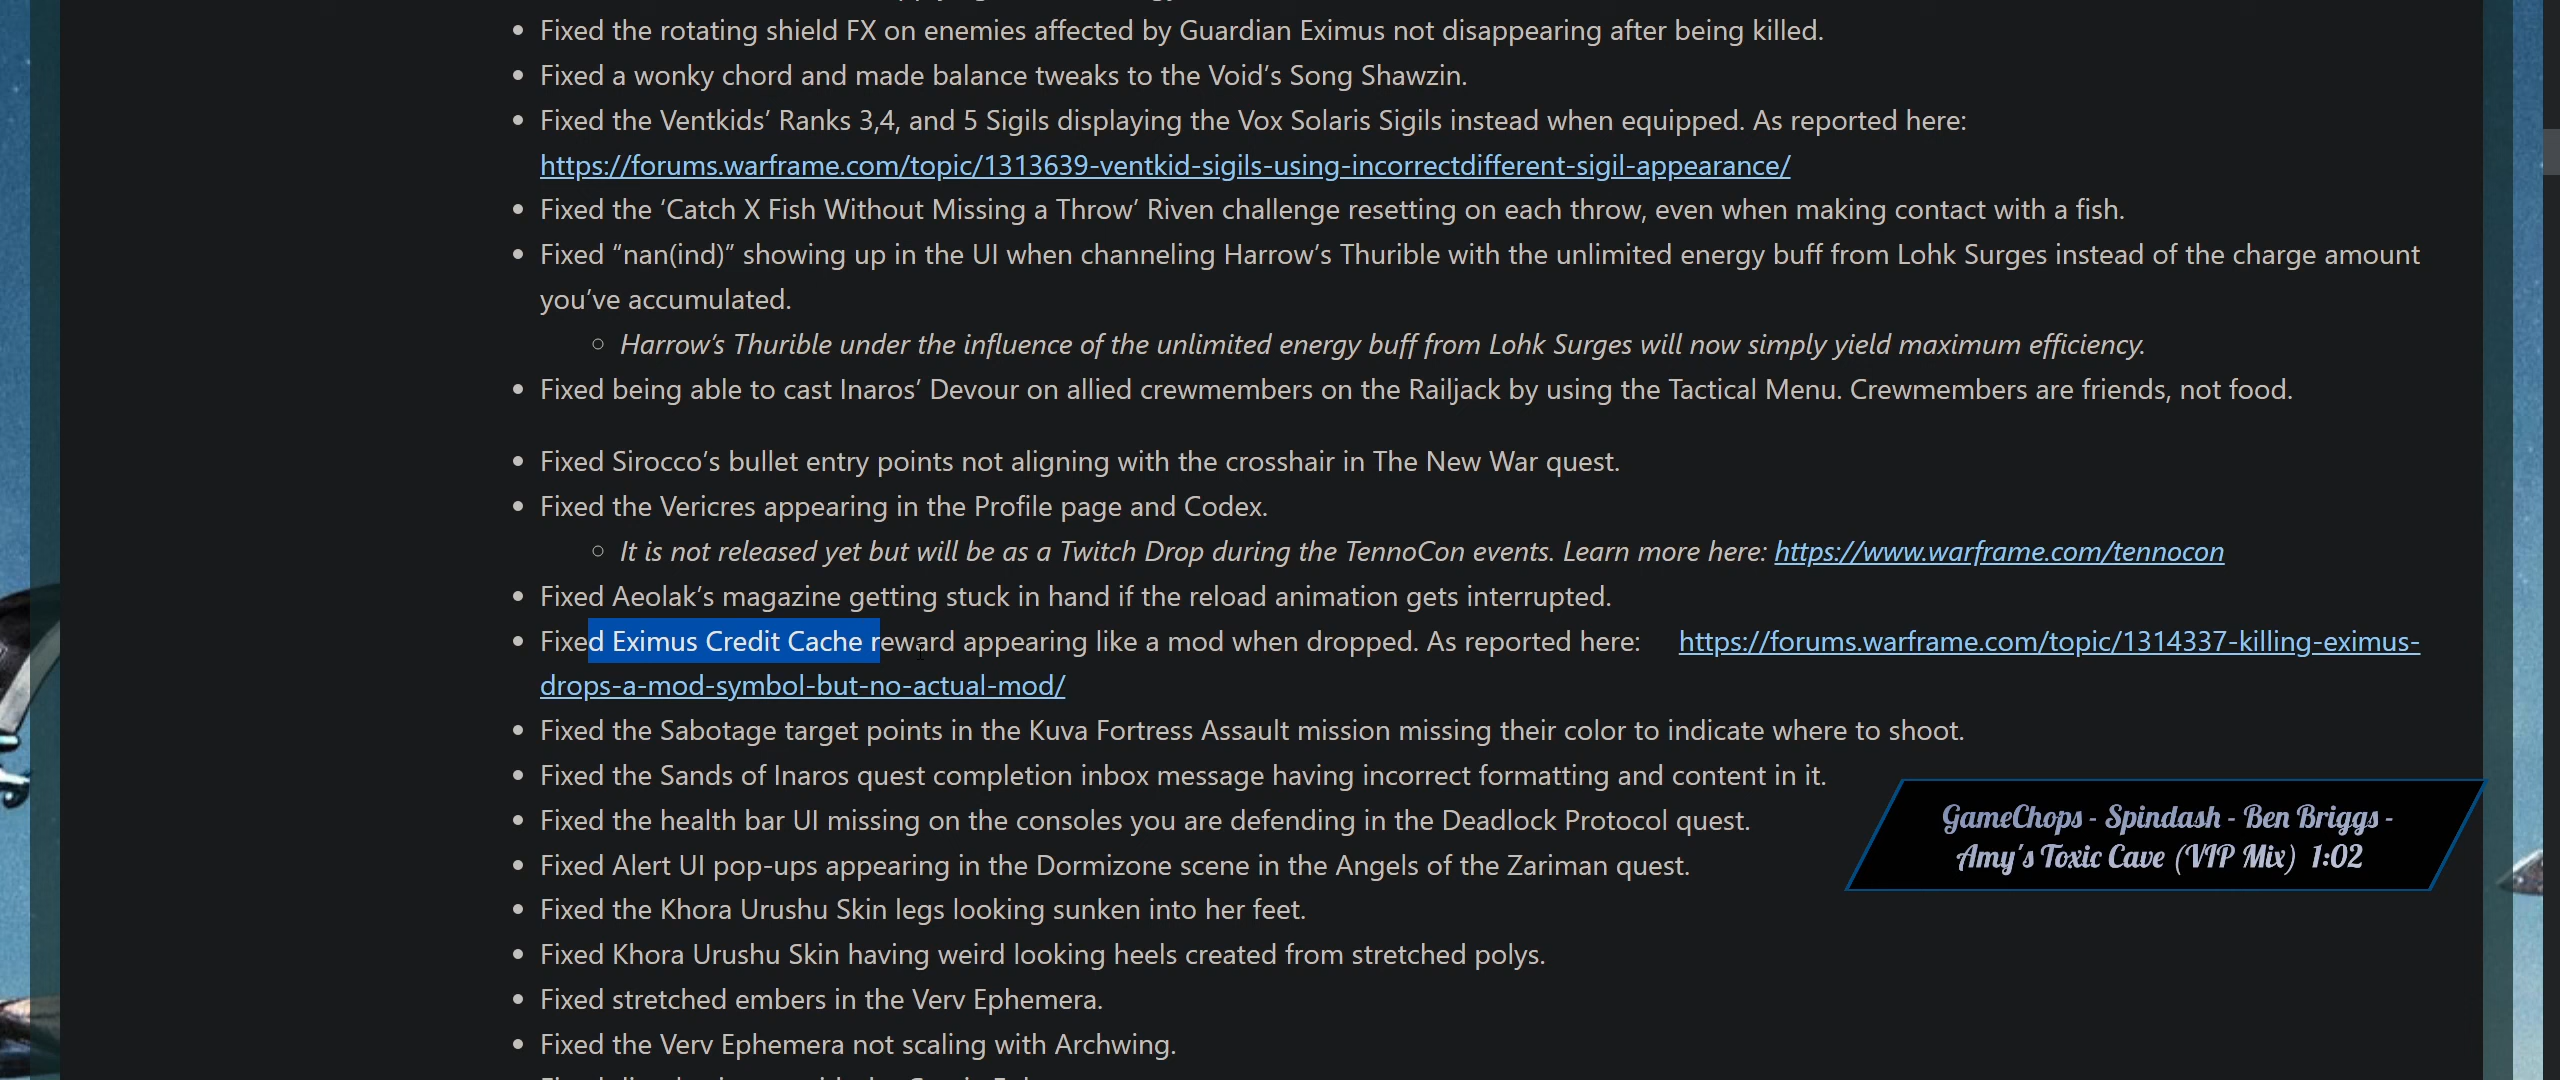 Fixed the rotating shield FX on enemies affected by Guardian Eximus not disappearing after being killed.
Fixed a wonky chord and made balance tweaks to the Void’s Song Shawzin.
Fixed the Ventkids’ Ranks 3,4, and 5 Sigils displaying the Vox Solaris Sigils instead when equipped. As reported here:
https://forums.warframe.com/topic/1313639-ventkid-sigils-using-incorrectdifferent-sigil-appearance/
Fixed the ‘Catch X Fish Without Missing a Throw’ Riven challenge resetting on each throw, even when making contact with a fish.
Fixed “nan(ind)” showing up in the UI when channeling Harrow’s Thurible with the unlimited energy buff from Lohk Surges instead of the charge amount
you’ve accumulated.
Harrow’s Thurible under the influence of the unlimited energy buff from Lohk Surges will now simply yield maximum efficiency.
Fixed being able to cast Inaros’ Devour on allied crewmembers on the Railjack by using the Tactical Menu. Crewmembers are friends, not food.
Fixed Sirocco’s bullet entry points not aligning with the crosshair in The New War quest.
Fixed the Vericres appearing in the Profile page and Codex.
It is not released yet but will be as a Twitch Drop during the TennoCon events. Learn more here: https://www.warframe.com/tennocon
Fixed Aeolak’s magazine getting stuck in hand if the reload animation gets interrupted.
Fixed Eximus Credit Cache reward appearing like a mod when dropped. As reported here: https://forums.warframe.com/topic/1314337-killing-eximus-
drops-a-mod-symbol-but-no-actual-mod/
Fixed the Sabotage target points in the Kuva Fortress Assault mission missing their color to indicate where to shoot.
Fixed the Sands of Inaros quest completion inbox message having incorrect formatting and content in it.
Fixed the health bar UI missing on the consoles you are defending in the Deadlock Protocol quest.
Fixed Alert UI pop-ups appearing in the Dormizone scene in the Angels of the Zariman quest.
Fixed the Khora Urushu Skin legs looking sunken into her feet.
Fixed Khora Urushu Skin having weird looking heels created from stretched polys.
Fixed stretched embers in the Verv Ephemera.
Fixed the Verv Ephemera not scaling with Archwing.
GameChops - Spindash - Ben Briggs -
Amy's Toxic Cave (VIP Mix) 1:02